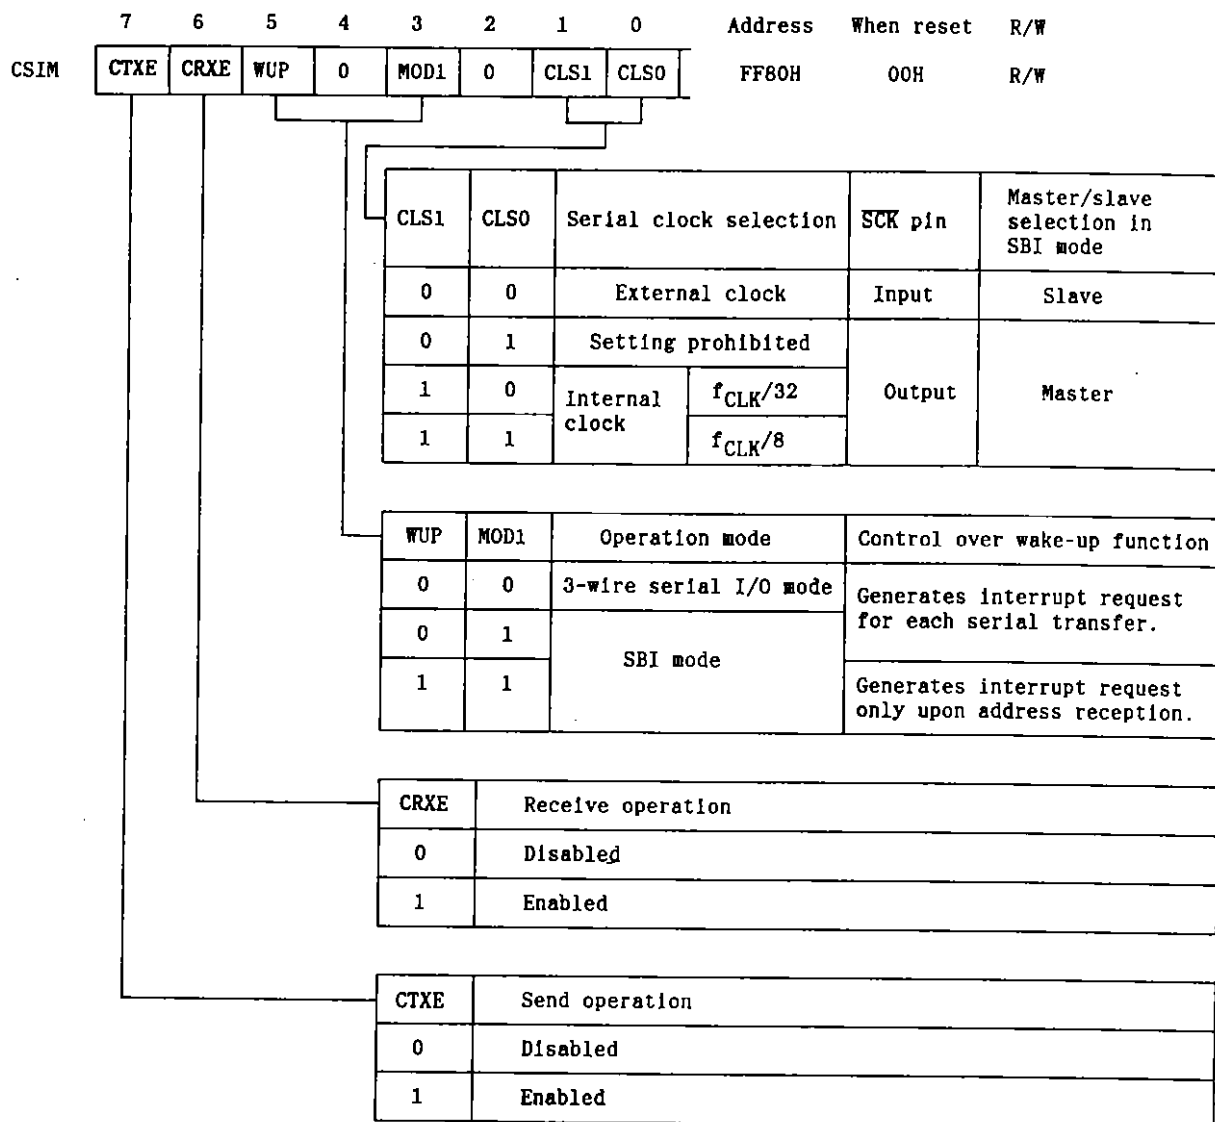 7 6 5 4 3 2 1 0 Address When reset R/W
CSIM CTXE CRXE WUP 0 MOD1 0 CLS1 CLS0 FF80H 00H R/W
CLS1 CLS0 Serial clock selection S̅C̅K̅ pin Master/slave selection in SBI mode
0 0 External clock Input Slave
0 1 Setting prohibited Output Master
1 0 Internal clock fCLK/32
1 1 fCLK/8
WUP MOD1 Operation mode Control over wake-up function
0 0 3-wire serial I/O mode Generates interrupt request for each serial transfer.
0 1 SBI mode
1 1 Generates interrupt request only upon address reception.
CRXE Receive operation
0 Disabled
1 Enabled
CTXE Send operation
0 Disabled
1 Enabled